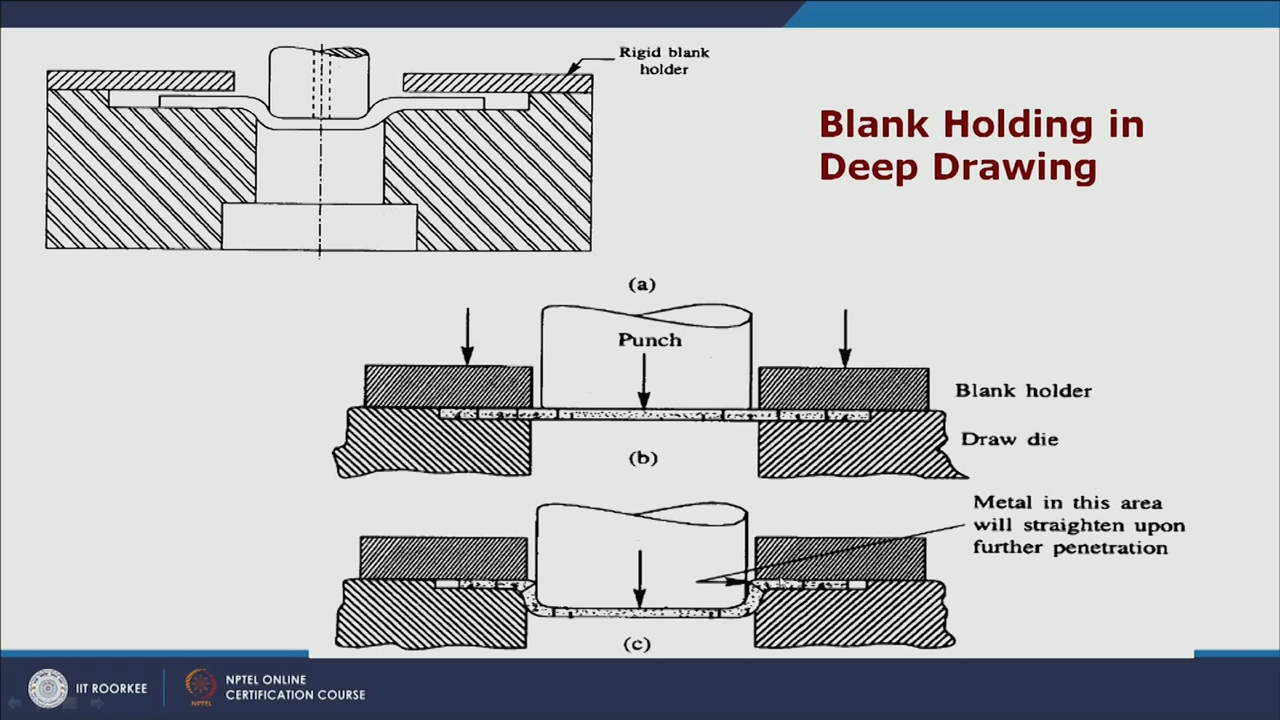 Rigid blank
holder
Blank Holding in
Deep Drawing
(a)
Punch
Blank holder
Draw die
(b)
Metal in this area
will straighten upon
further penetration
(c)
IIT ROORKEE
NPTEL
NPTEL ONLINE
CERTIFICATION COURSE